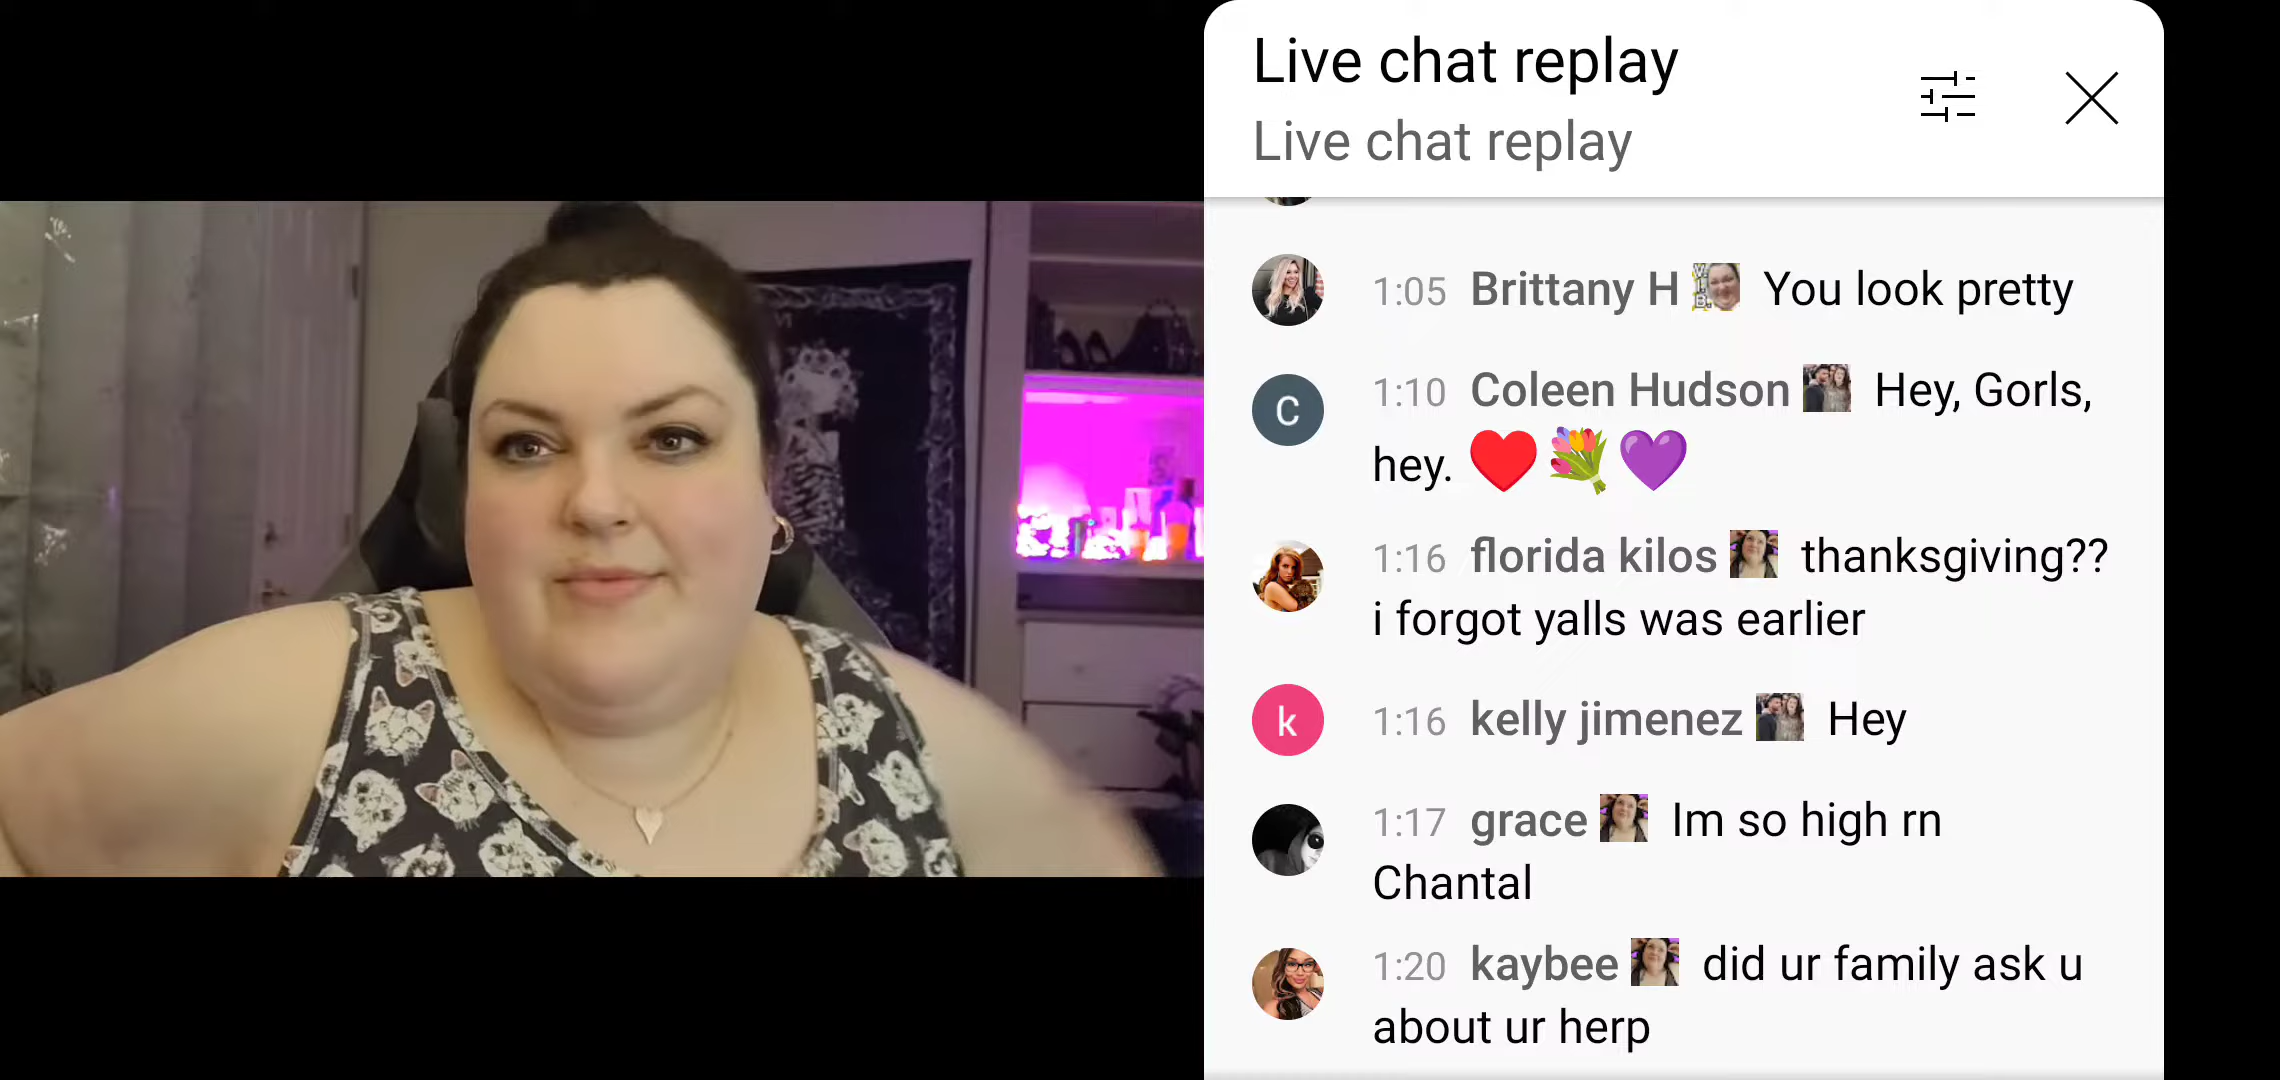 Live chat replay
Live chat replay
1:05 Brittany H You look pretty
1:10 Coleen Hudson Hey, Gorls,
hey. ❤️💐💜
1:16 florida kilos thanksgiving??
i forgot yalls was earlier
1:16 kelly jimenez Hey
1:17 grace Im so high rn
Chantal
1:20 kaybee did ur family ask u
about ur herp